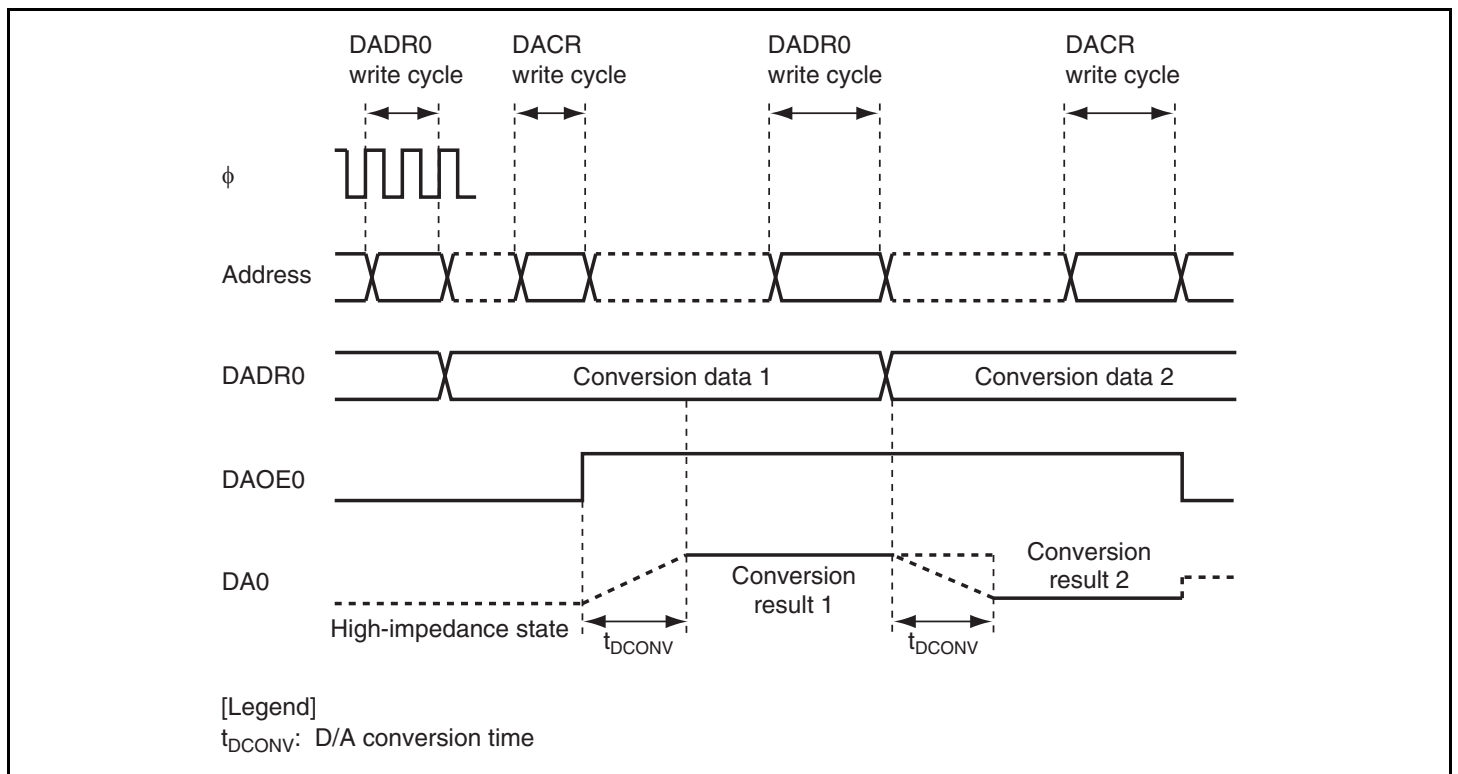 DADR0
write cycle
DACR
write cycle
DADR0
write cycle
DACR
write cycle
ϕ
Address
DADR0
Conversion data 1
Conversion data 2
DAOE0
DA0
High-impedance state
Conversion
result 1
Conversion
result 2
tDCONV
tDCONV
[Legend]
tDCONV: D/A conversion time